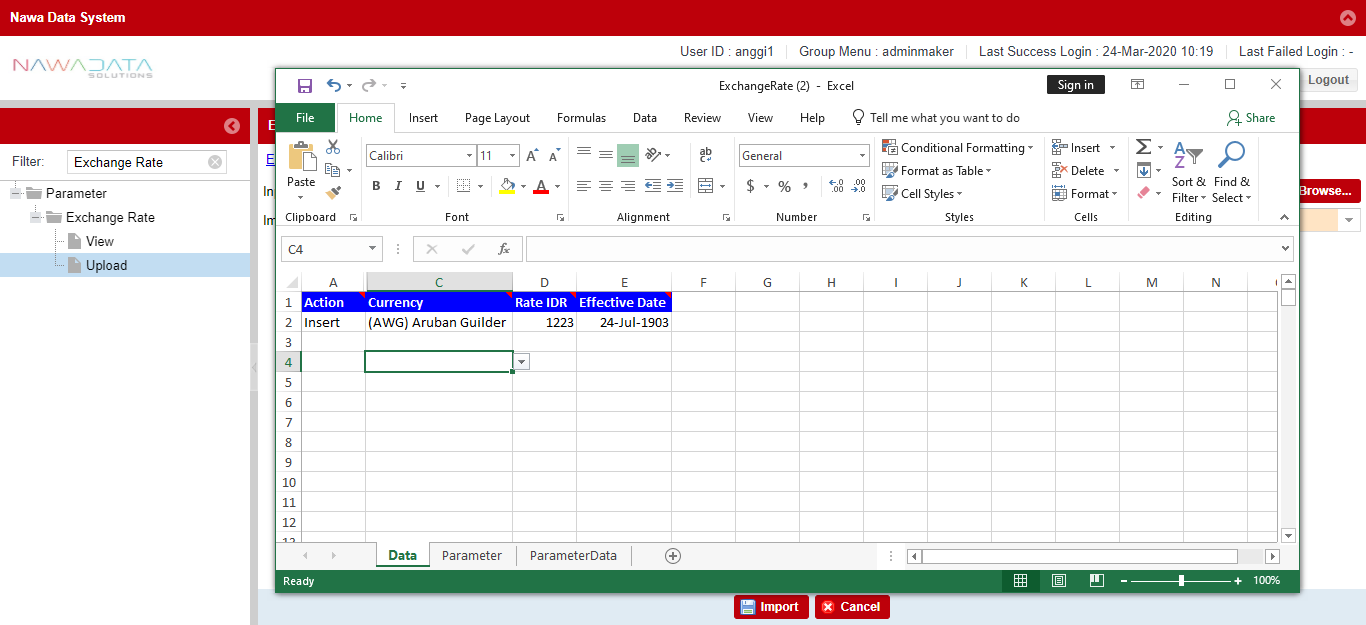 Nawa Data System
User ID : anggi1 Group Menu : adminmaker Last Success Login : 24-Mar-2020 10:19 Last Failed Login : -
NAWADATA
SOLUTIONS
Logout
ExchangeRate (2) - Excel
Sign in
File Home Insert Page Layout Formulas Data Review View Help Tell me what you want to do Share
Filter: Exchange Rate
Parameter
Exchange Rate
View
Upload
Browse...
Paste
Clipboard
Calibri 11
B I U A
Font
ab
Alignment
General
$ % ,
Number
Conditional Formatting
Format as Table
Cell Styles
Styles
Insert
Delete
Format
Cells
Sort & Filter
Find & Select
Editing
C4 fx
A C D E F G H I J K L M N
1 Action Currency Rate IDR Effective Date
2 Insert (AWG) Aruban Guilder 1223 24-Jul-1903
3
4
5
6
7
8
9
10
11
12
Data Parameter ParameterData
Ready 100%
Import Cancel